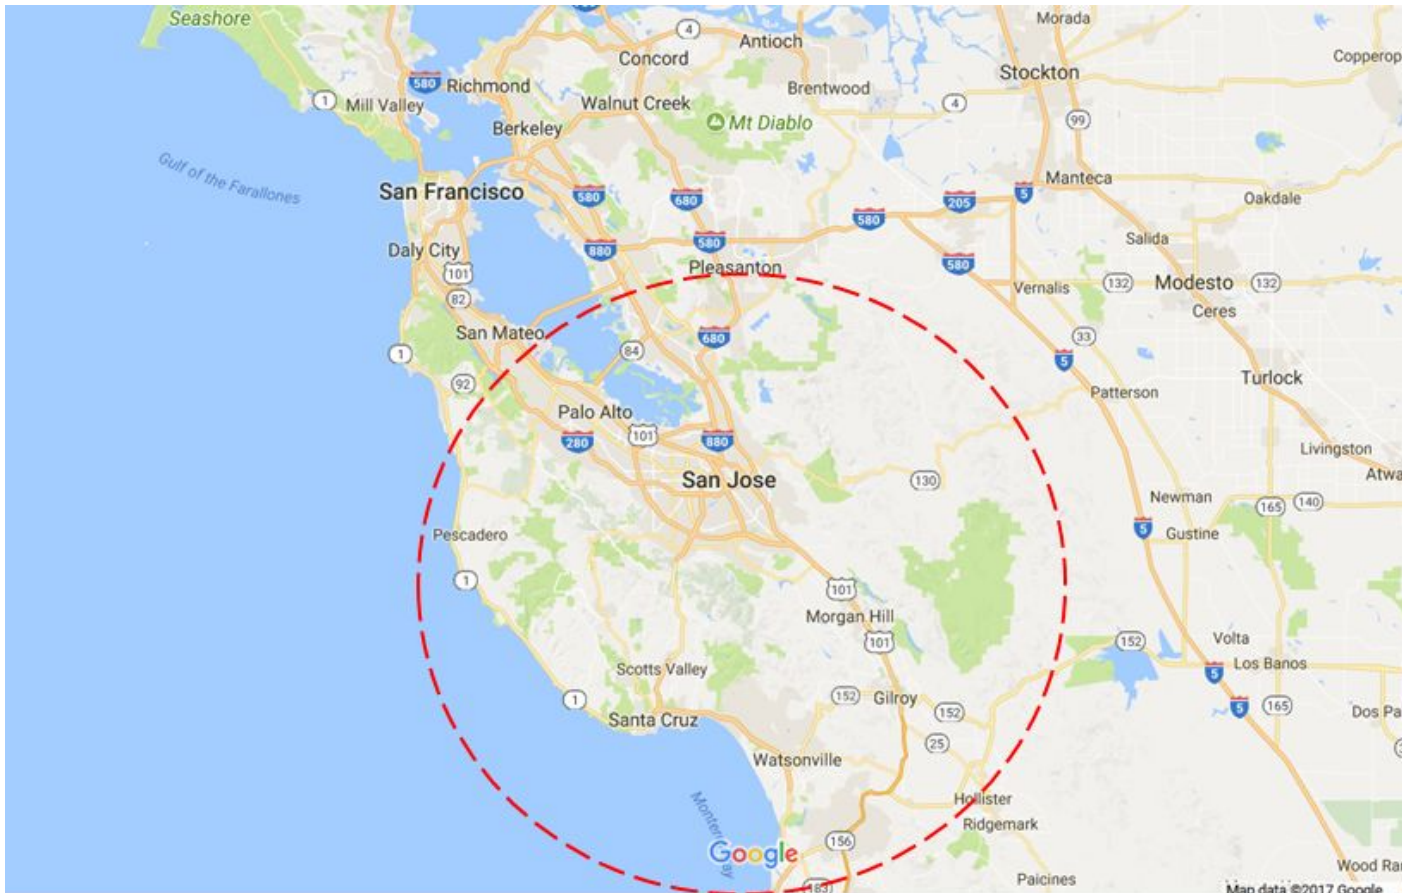 Seashore
Morada
4
Antioch
Concord
Copperop
580
Richmond
Stockton
Brentwood
1
Mill Valley
Walnut Creek
4
Berkeley
Mt Diablo
99
Gulf of the Farallones
San Francisco
Manteca
580
680
205
5
Oakdale
580
Daly City
880
580
Salida
101
Pleasanton
580
82
Vernalis
132
Modesto
132
Ceres
San Mateo
680
33
1
84
5
92
Turlock
Patterson
Palo Alto
280
101
880
Livingston
San Jose
130
Atwa
Newman
165
140
Pescadero
5
Gustine
1
101
Morgan Hill
101
152
Volta
Scotts Valley
Los Banos
5
1
152
Gilroy
152
5
165
Santa Cruz
Dos Pa
25
Watsonville
Hollister
Ridgemark
156
Google
Wood Ra
183
Paicines
Map data ©2017 Google